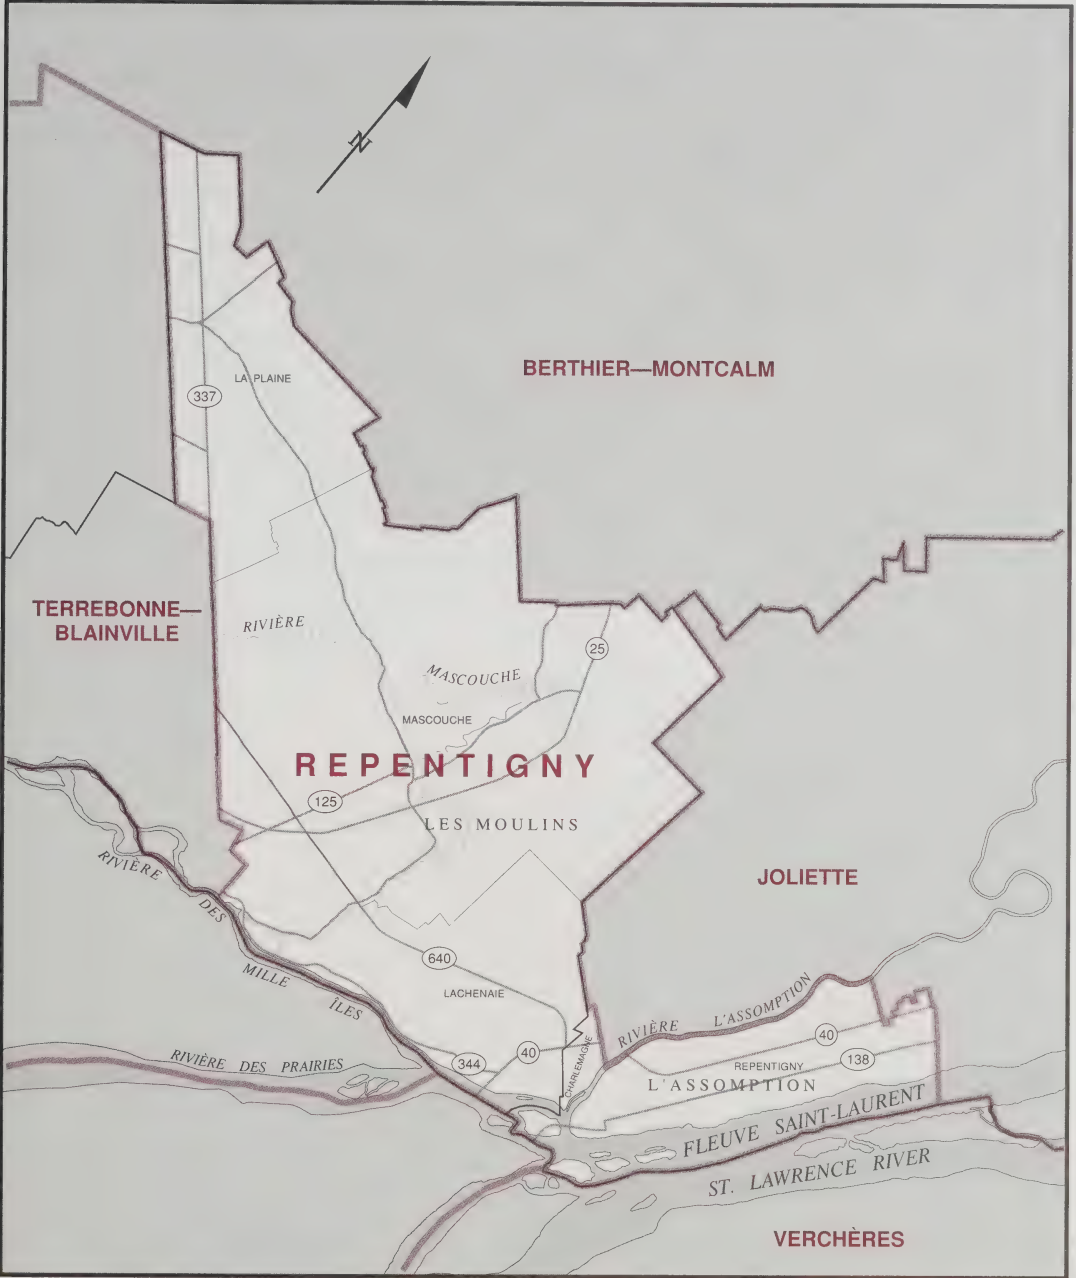 N
BERTHIER—MONTCALM
LA PLAINE
337
TERREBONNE—
BLAINVILLE
RIVIÈRE
MASCOUCHE
25
MASCOUCHE
REPENTIGNY
125
LES MOULINS
JOLIETTE
RIVIÈRE
DES
MILLE
ÎLES
640
LACHENAIE
RIVIÈRE L'ASSOMPTION
40
344
40
CHARLEMAGNE
138
REPENTIGNY
L'ASSOMPTION
RIVIÈRE DES PRAIRIES
FLEUVE SAINT-LAURENT
ST. LAWRENCE RIVER
VERCHÈRES